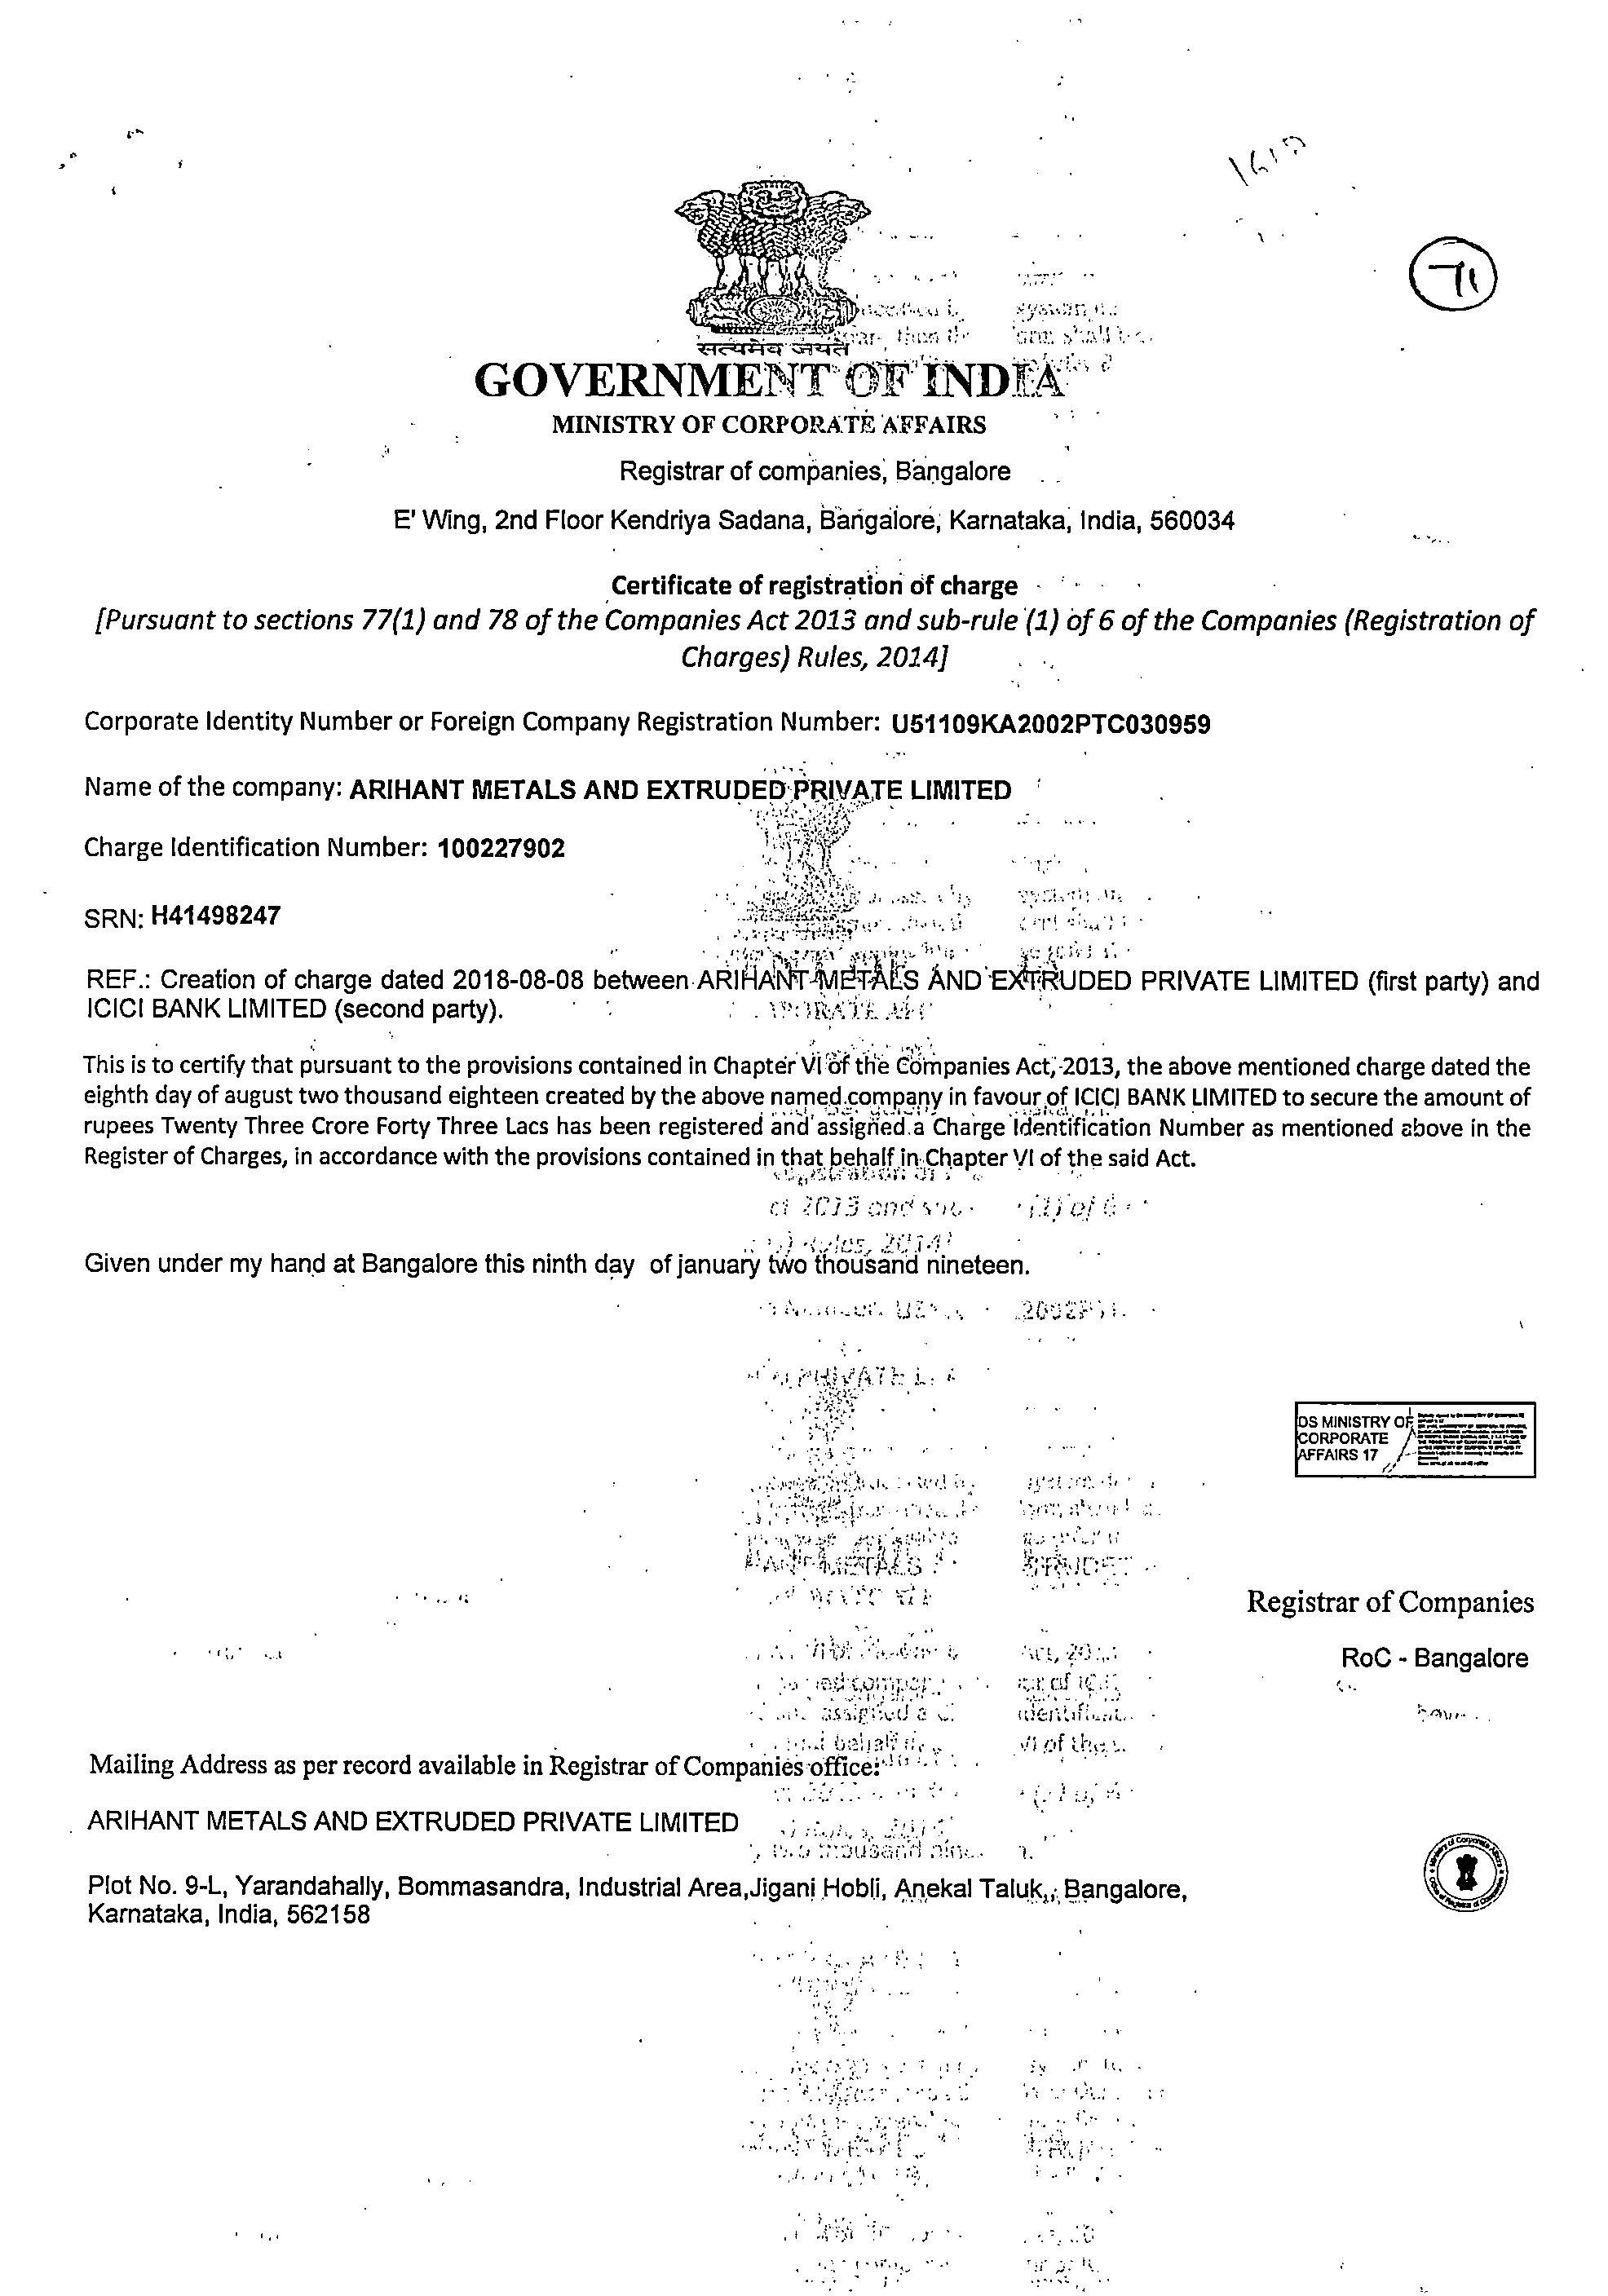 सत्यमेव जयते
GOVERNMENT OF INDIA
MINISTRY OF CORPORATE AFFAIRS
Registrar of companies, Bangalore
E' Wing, 2nd Floor Kendriya Sadana, Bangalore, Karnataka, India, 560034
71
Certificate of registration of charge
[Pursuant to sections 77(1) and 78 of the Companies Act 2013 and sub-rule (1) of 6 of the Companies (Registration of
Charges) Rules, 2014]
Corporate Identity Number or Foreign Company Registration Number: U51109KA2002PTC030959
Name of the company: ARIHANT METALS AND EXTRUDED PRIVATE LIMITED
Charge Identification Number: 100227902
SRN: H41498247
REF.: Creation of charge dated 2018-08-08 between ARIHANT METALS AND EXTRUDED PRIVATE LIMITED (first party) and
ICICI BANK LIMITED (second party).
This is to certify that pursuant to the provisions contained in Chapter VI of the Companies Act, 2013, the above mentioned charge dated the
eighth day of august two thousand eighteen created by the above named company in favour of ICICI BANK LIMITED to secure the amount of
rupees Twenty Three Crore Forty Three Lacs has been registered and assigned a Charge Identification Number as mentioned above in the
Register of Charges, in accordance with the provisions contained in that behalf in Chapter VI of the said Act.
Given under my hand at Bangalore this ninth day of january two thousand nineteen.
DS MINISTRY OF
CORPORATE
AFFAIRS 17
Registrar of Companies
RoC - Bangalore
Mailing Address as per record available in Registrar of Companies office:
ARIHANT METALS AND EXTRUDED PRIVATE LIMITED
Plot No. 9-L, Yarandahally, Bommasandra, Industrial Area,Jigani Hobli, Anekal Taluk,, Bangalore,
Karnataka, India, 562158